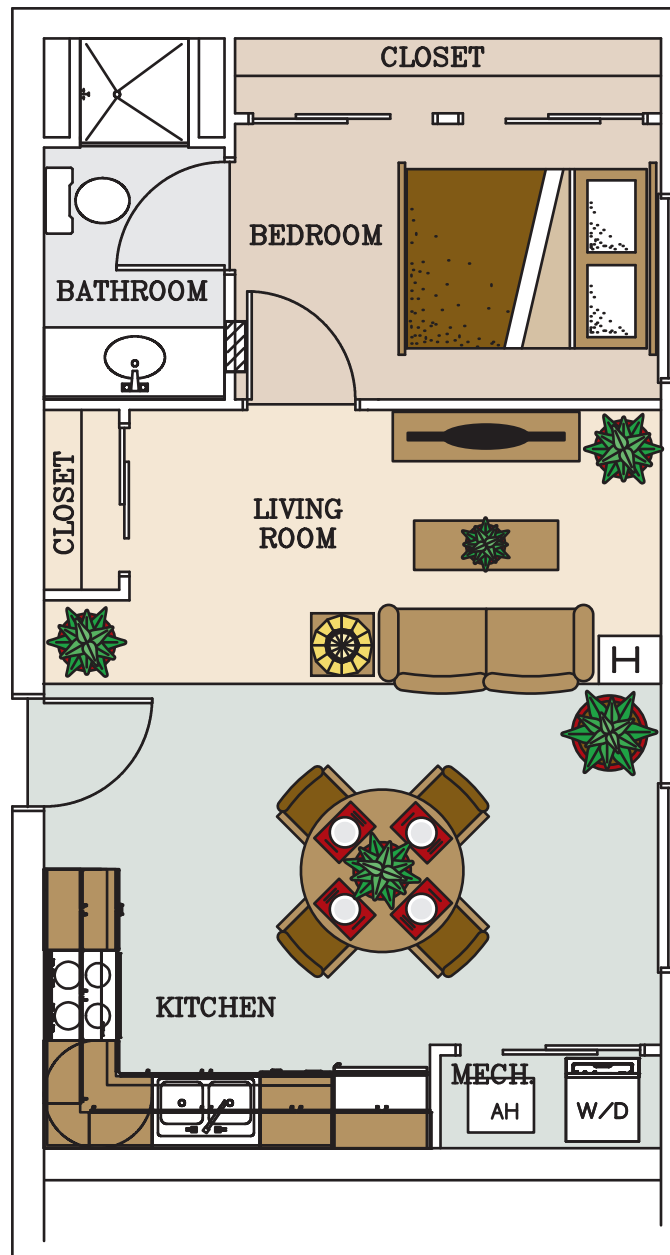 CLOSET
BEDROOM
BATHROOM
CLOSET
LIVING
ROOM
H
KITCHEN
MECH.
AH
W/D